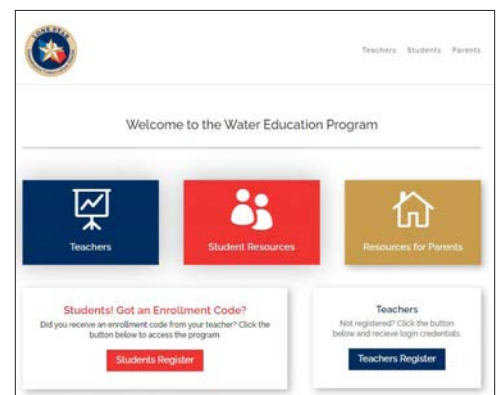 LONE STAR
Teachers Students Parents
Welcome to the Water Education Program
Teachers
Student Resources
Resources for Parents
Students! Got an Enrollment Code?
Did you receive an enrollment code from your teacher? Click the
button below to access the program.
Students Register
Teachers
Not registered? Click the button
below and recieve login credentials.
Teachers Register